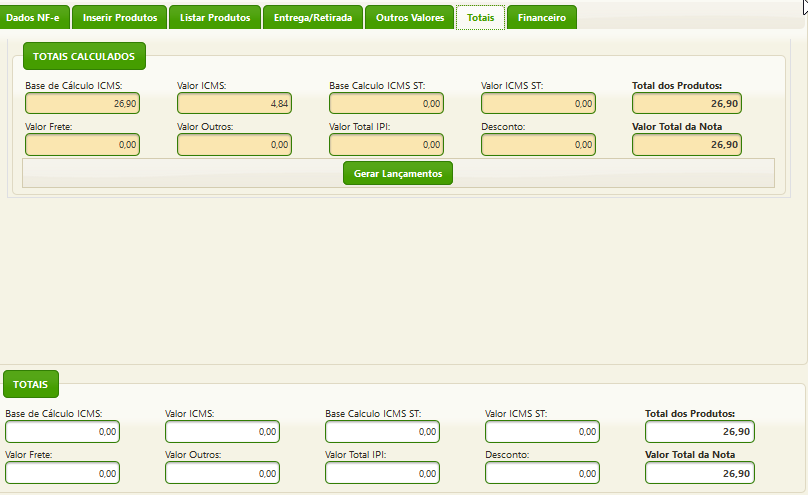 Dados NF-e Inserir Produtos Listar Produtos Entrega/Retirada Outros Valores Totais Financeiro
TOTAIS CALCULADOS
Base de Cálculo ICMS: Valor ICMS: Base Calculo ICMS ST: Valor ICMS ST: Total dos Produtos:
26,90 4,84 0,00 0,00 26,90
Valor Frete: Valor Outros: Valor Total IPI: Desconto: Valor Total da Nota
0,00 0,00 0,00 0,00 26,90
Gerar Lançamentos
TOTAIS
Base de Cálculo ICMS: Valor ICMS: Base Calculo ICMS ST: Valor ICMS ST: Total dos Produtos:
0,00 0,00 0,00 0,00 26,90
Valor Frete: Valor Outros: Valor Total IPI: Desconto: Valor Total da Nota
0,00 0,00 0,00 0,00 26,90